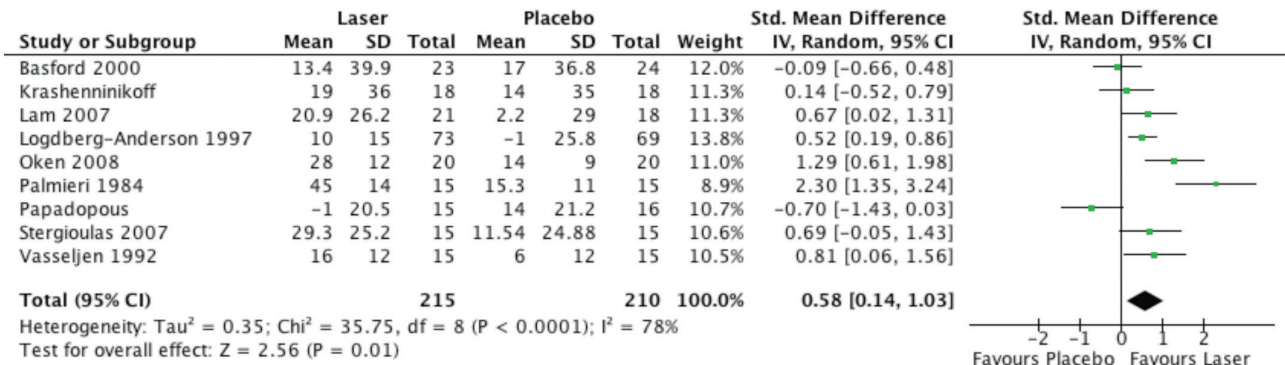 Laser Placebo Std. Mean Difference Std. Mean Difference
Study or Subgroup Mean SD Total Mean SD Total Weight IV, Random, 95% CI IV, Random, 95% CI
Basford 2000 13.4 39.9 23 17 36.8 24 12.0% −0.09 [−0.66, 0.48]
Krashenninikoff 19 36 18 14 35 18 11.3% 0.14 [−0.52, 0.79]
Lam 2007 20.9 26.2 21 2.2 29 18 11.3% 0.67 [0.02, 1.31]
Logdberg−Anderson 1997 10 15 73 −1 25.8 69 13.8% 0.52 [0.19, 0.86]
Oken 2008 28 12 20 14 9 20 11.0% 1.29 [0.61, 1.98]
Palmieri 1984 45 14 15 15.3 11 15 8.9% 2.30 [1.35, 3.24]
Papadopous −1 20.5 15 14 21.2 16 10.7% −0.70 [−1.43, 0.03]
Stergioulas 2007 29.3 25.2 15 11.54 24.88 15 10.6% 0.69 [−0.05, 1.43]
Vasseljen 1992 16 12 15 6 12 15 10.5% 0.81 [0.06, 1.56]
Total (95% CI) 215 210 100.0% 0.58 [0.14, 1.03]
Heterogeneity: Tau² = 0.35; Chi² = 35.75, df = 8 (P < 0.0001); I² = 78%
Test for overall effect: Z = 2.56 (P = 0.01)
−2 −1 0 1 2
Favours Placebo Favours Laser